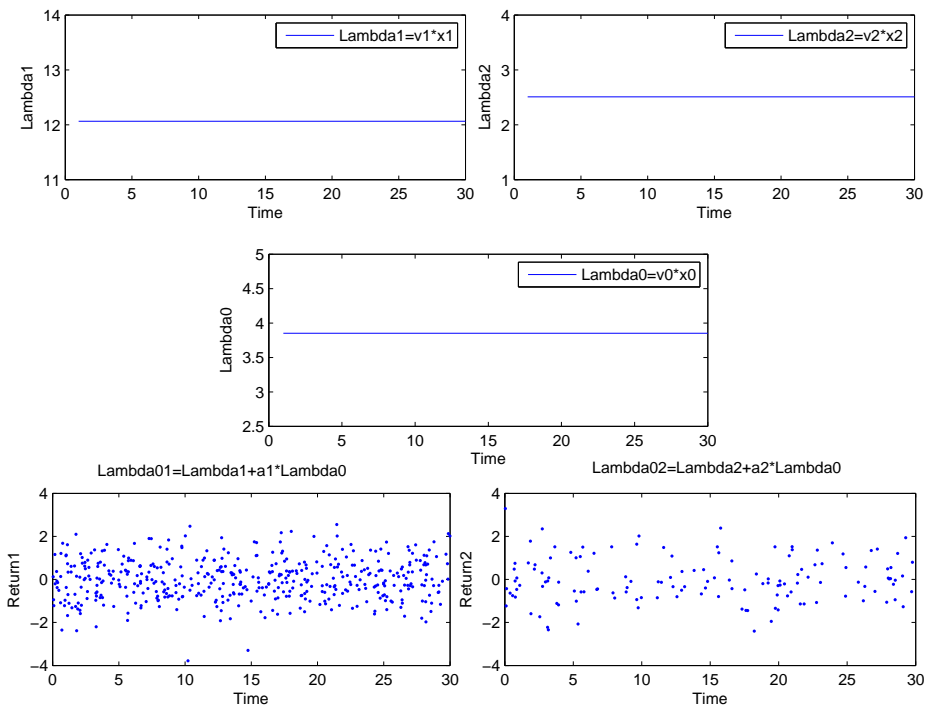 14
13
12
11
Lambda1
Lambda1=v1*x1
0 5 10 15 20 25 30
Time
4
3
2
1
Lambda2
Lambda2=v2*x2
0 5 10 15 20 25 30
Time
5
4.5
4
3.5
3
2.5
Lambda0
Lambda0=v0*x0
0 5 10 15 20 25 30
Time
Lambda01=Lambda1+a1*Lambda0
4
2
0
−2
−4
Return1
0 5 10 15 20 25 30
Time
Lambda02=Lambda2+a2*Lambda0
4
2
0
−2
−4
Return2
0 5 10 15 20 25 30
Time